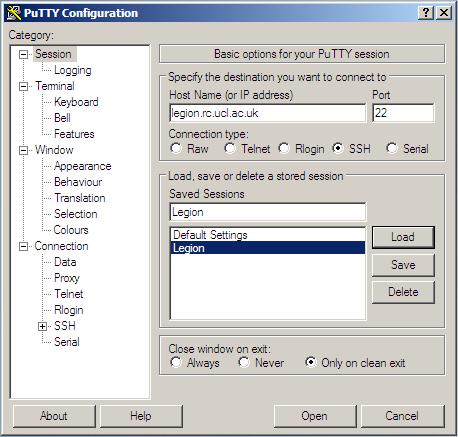 PuTTY Configuration
Category:
Session
Logging
Terminal
Keyboard
Bell
Features
Window
Appearance
Behaviour
Translation
Selection
Colours
Connection
Data
Proxy
Telnet
Rlogin
SSH
Serial
Basic options for your PuTTY session
Specify the destination you want to connect to
Host Name (or IP address) Port
legion.rc.ucl.ac.uk 22
Connection type:
Raw Telnet Rlogin SSH Serial
Load, save or delete a stored session
Saved Sessions
Legion
Default Settings
Legion
Load
Save
Delete
Close window on exit:
Always Never Only on clean exit
About Help Open Cancel